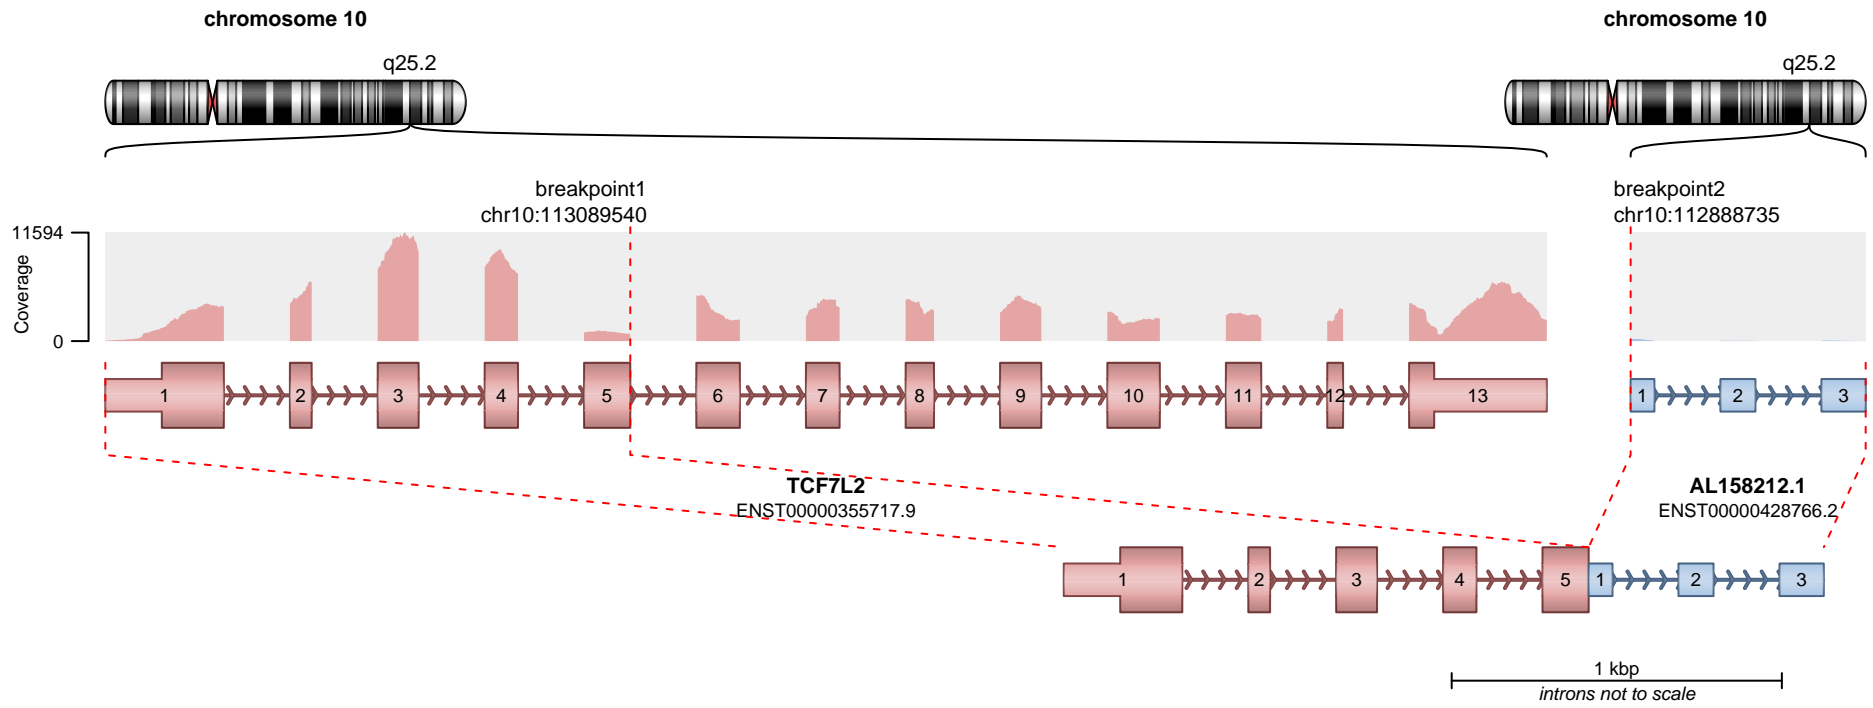 chromosome 10
chromosome 10
q25.2
q25.2
breakpoint1
chr10:113089540
breakpoint2
chr10:112888735
11594
Coverage
0
1 2 3 4 5 6 7 8 9 10 11 12 13
1 2 3
TCF7L2
ENST00000355717.9
AL158212.1
ENST00000428766.2
1 2 3 4 5 1 2 3
1 kbp
introns not to scale